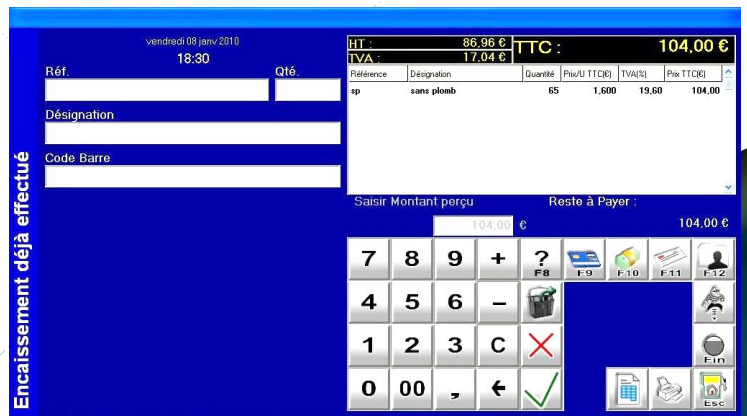 vendredi 08 janv 2010
18:30
Réf.
Qté.
Désignation
Code Barre
Encaissement déjà effectué
HT : 86,96 €
TVA : 17,04 €
TTC : 104,00 €
Référence Désignation Quantité Prix/U TTC(€) TVA(%) Prix TTC(€)
sp sans plomb 65 1,600 19,60 104,00
Saisir Montant perçu Reste à Payer :
104,00 € 104,00 €
7 8 9 + ? F8 F9 F10 F11 F12
4 5 6 –
1 2 3 C Fin
0 00 , ← Esc